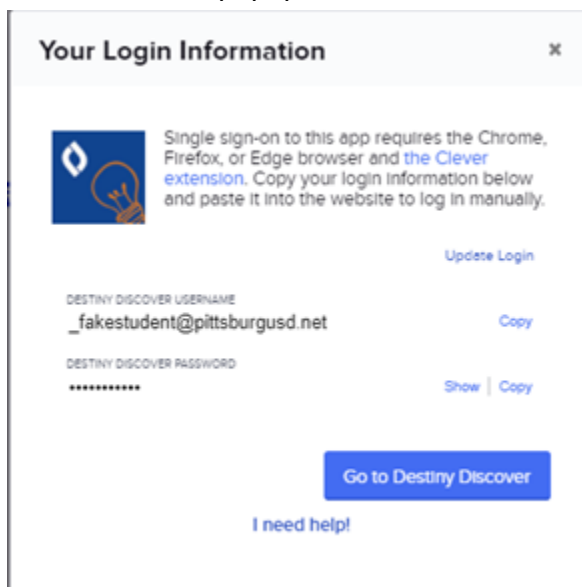 Your Login Information ×
Single sign-on to this app requires the Chrome,
Firefox, or Edge browser and the Clever
extension. Copy your login information below
and paste it into the website to log in manually.
Update Login
DESTINY DISCOVER USERNAME
_fakestudent@pittsburgusd.net Copy
DESTINY DISCOVER PASSWORD
••••••••••• Show | Copy
Go to Destiny Discover
I need help!